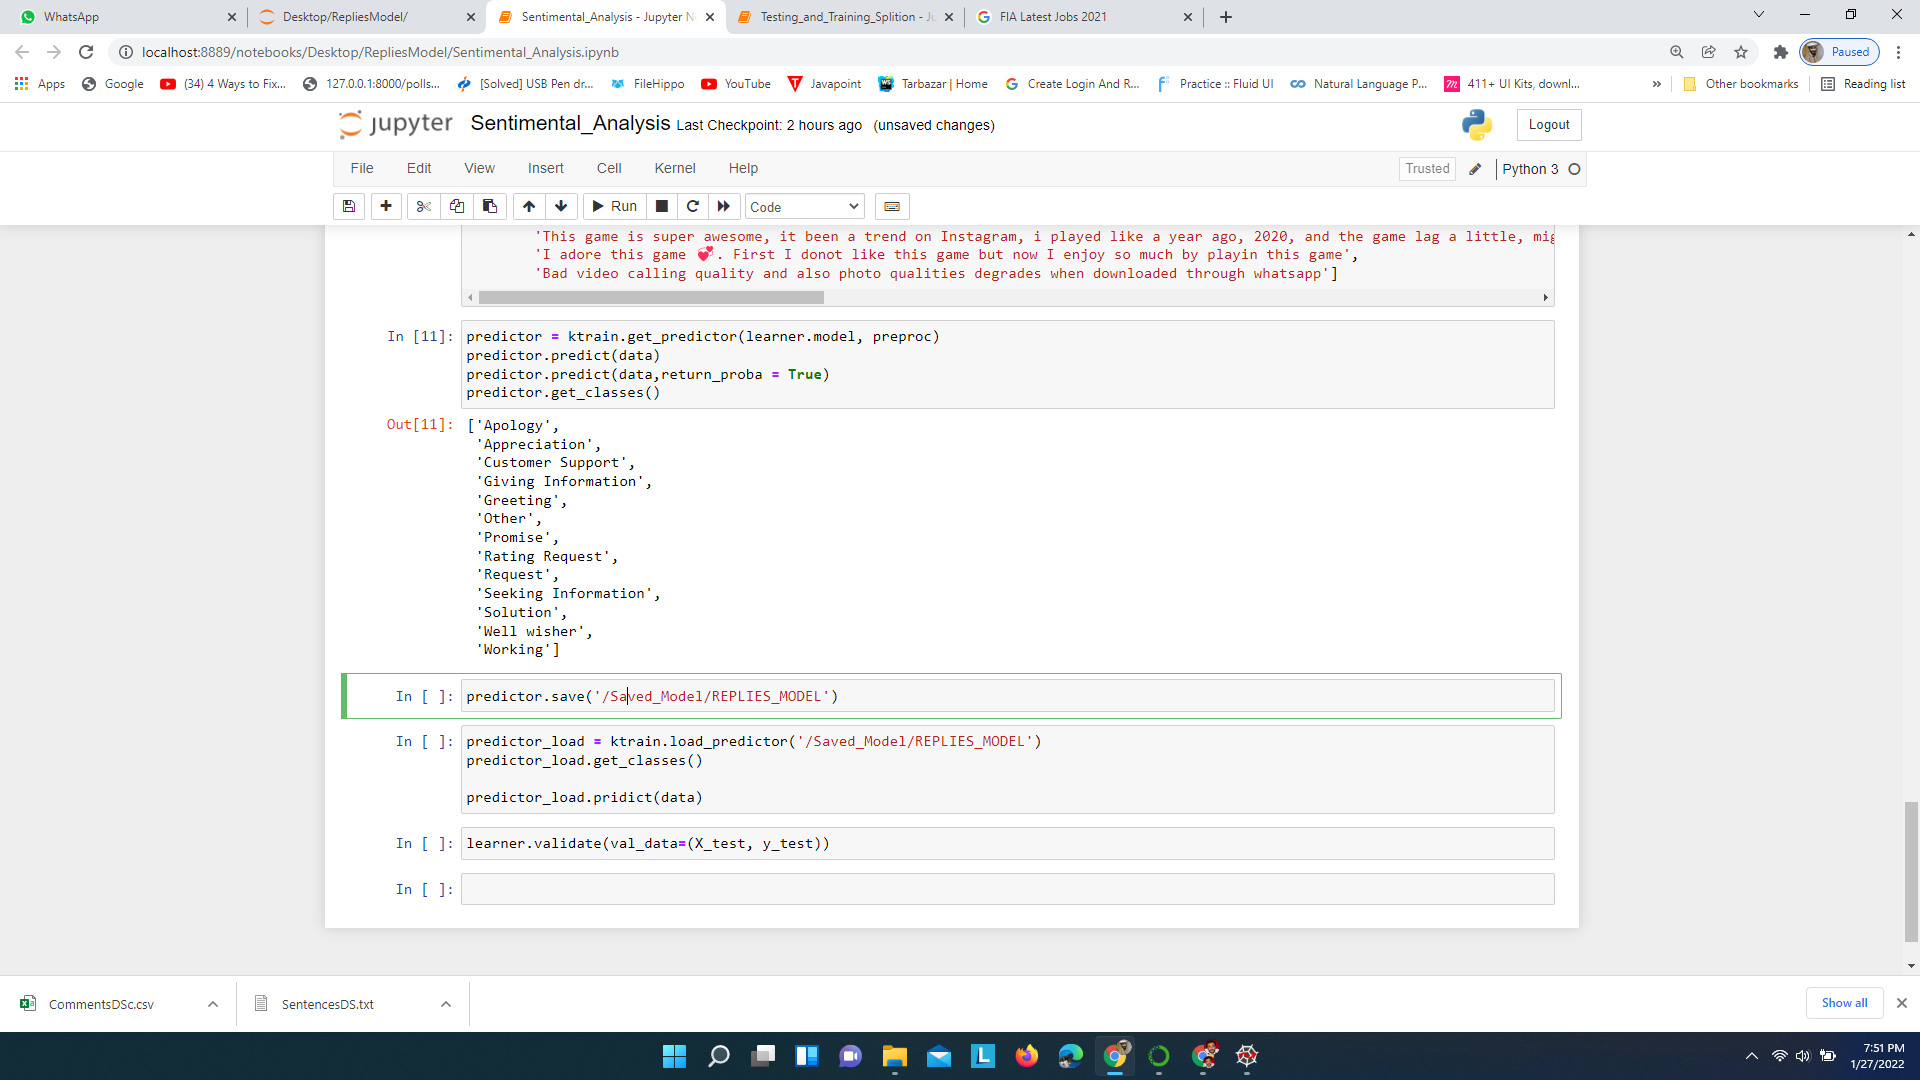 WhatsApp
Desktop/RepliesModel/
Sentimental_Analysis - Jupyter N
Testing_and_Training_Splition - Ju
FIA Latest Jobs 2021
localhost:8889/notebooks/Desktop/RepliesModel/Sentimental_Analysis.ipynb
Paused
Apps
Google
(34) 4 Ways to Fix...
127.0.0.1:8000/polls...
[Solved] USB Pen dr...
FileHippo
YouTube
Javapoint
Tarbazar | Home
Create Login And R...
Practice :: Fluid UI
Natural Language P...
411+ UI Kits, downl...
»
Other bookmarks
Reading list
jupyter
Sentimental_Analysis Last Checkpoint: 2 hours ago (unsaved changes)
Logout
File Edit View Insert Cell Kernel Help
Trusted
Python 3
Run
Code
'This game is super awesome, it been a trend on Instagram, i played like a year ago, 2020, and the game lag a little, mig
'I adore this game 💞. First I donot like this game but now I enjoy so much by playin this game',
'Bad video calling quality and also photo qualities degrades when downloaded through whatsapp']
In [11]: predictor = ktrain.get_predictor(learner.model, preproc)
predictor.predict(data)
predictor.predict(data,return_proba = True)
predictor.get_classes()
Out[11]: ['Apology',
'Appreciation',
'Customer Support',
'Giving Information',
'Greeting',
'Other',
'Promise',
'Rating Request',
'Request',
'Seeking Information',
'Solution',
'Well wisher',
'Working']
In [ ]: predictor.save('/Saved_Model/REPLIES_MODEL')
In [ ]: predictor_load = ktrain.load_predictor('/Saved_Model/REPLIES_MODEL')
predictor_load.get_classes()
predictor_load.pridict(data)
In [ ]: learner.validate(val_data=(X_test, y_test))
In [ ]:
CommentsDSc.csv
SentencesDS.txt
Show all
7:51 PM
1/27/2022